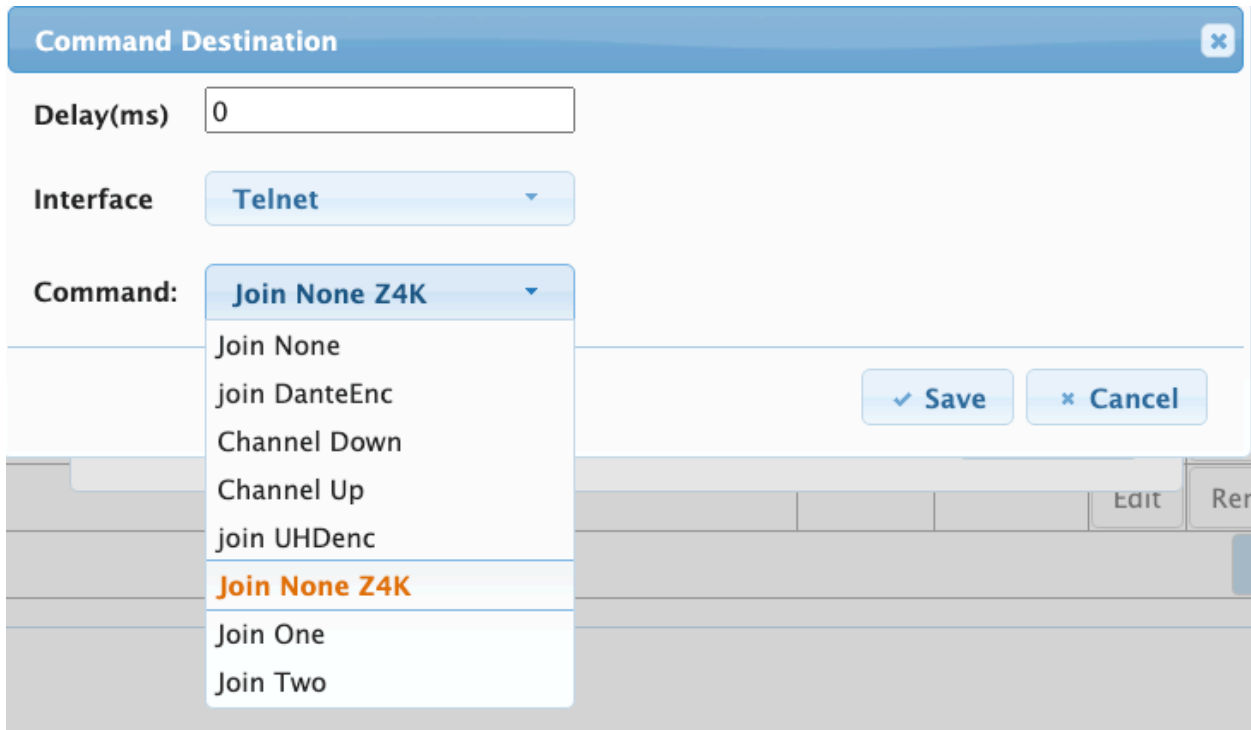 Command Destination
Delay(ms) 0
Interface Telnet
Command: Join None Z4K
Join None
join DanteEnc
Channel Down
Channel Up
join UHDenc
Join None Z4K
Join One
Join Two
Save Cancel
Edit